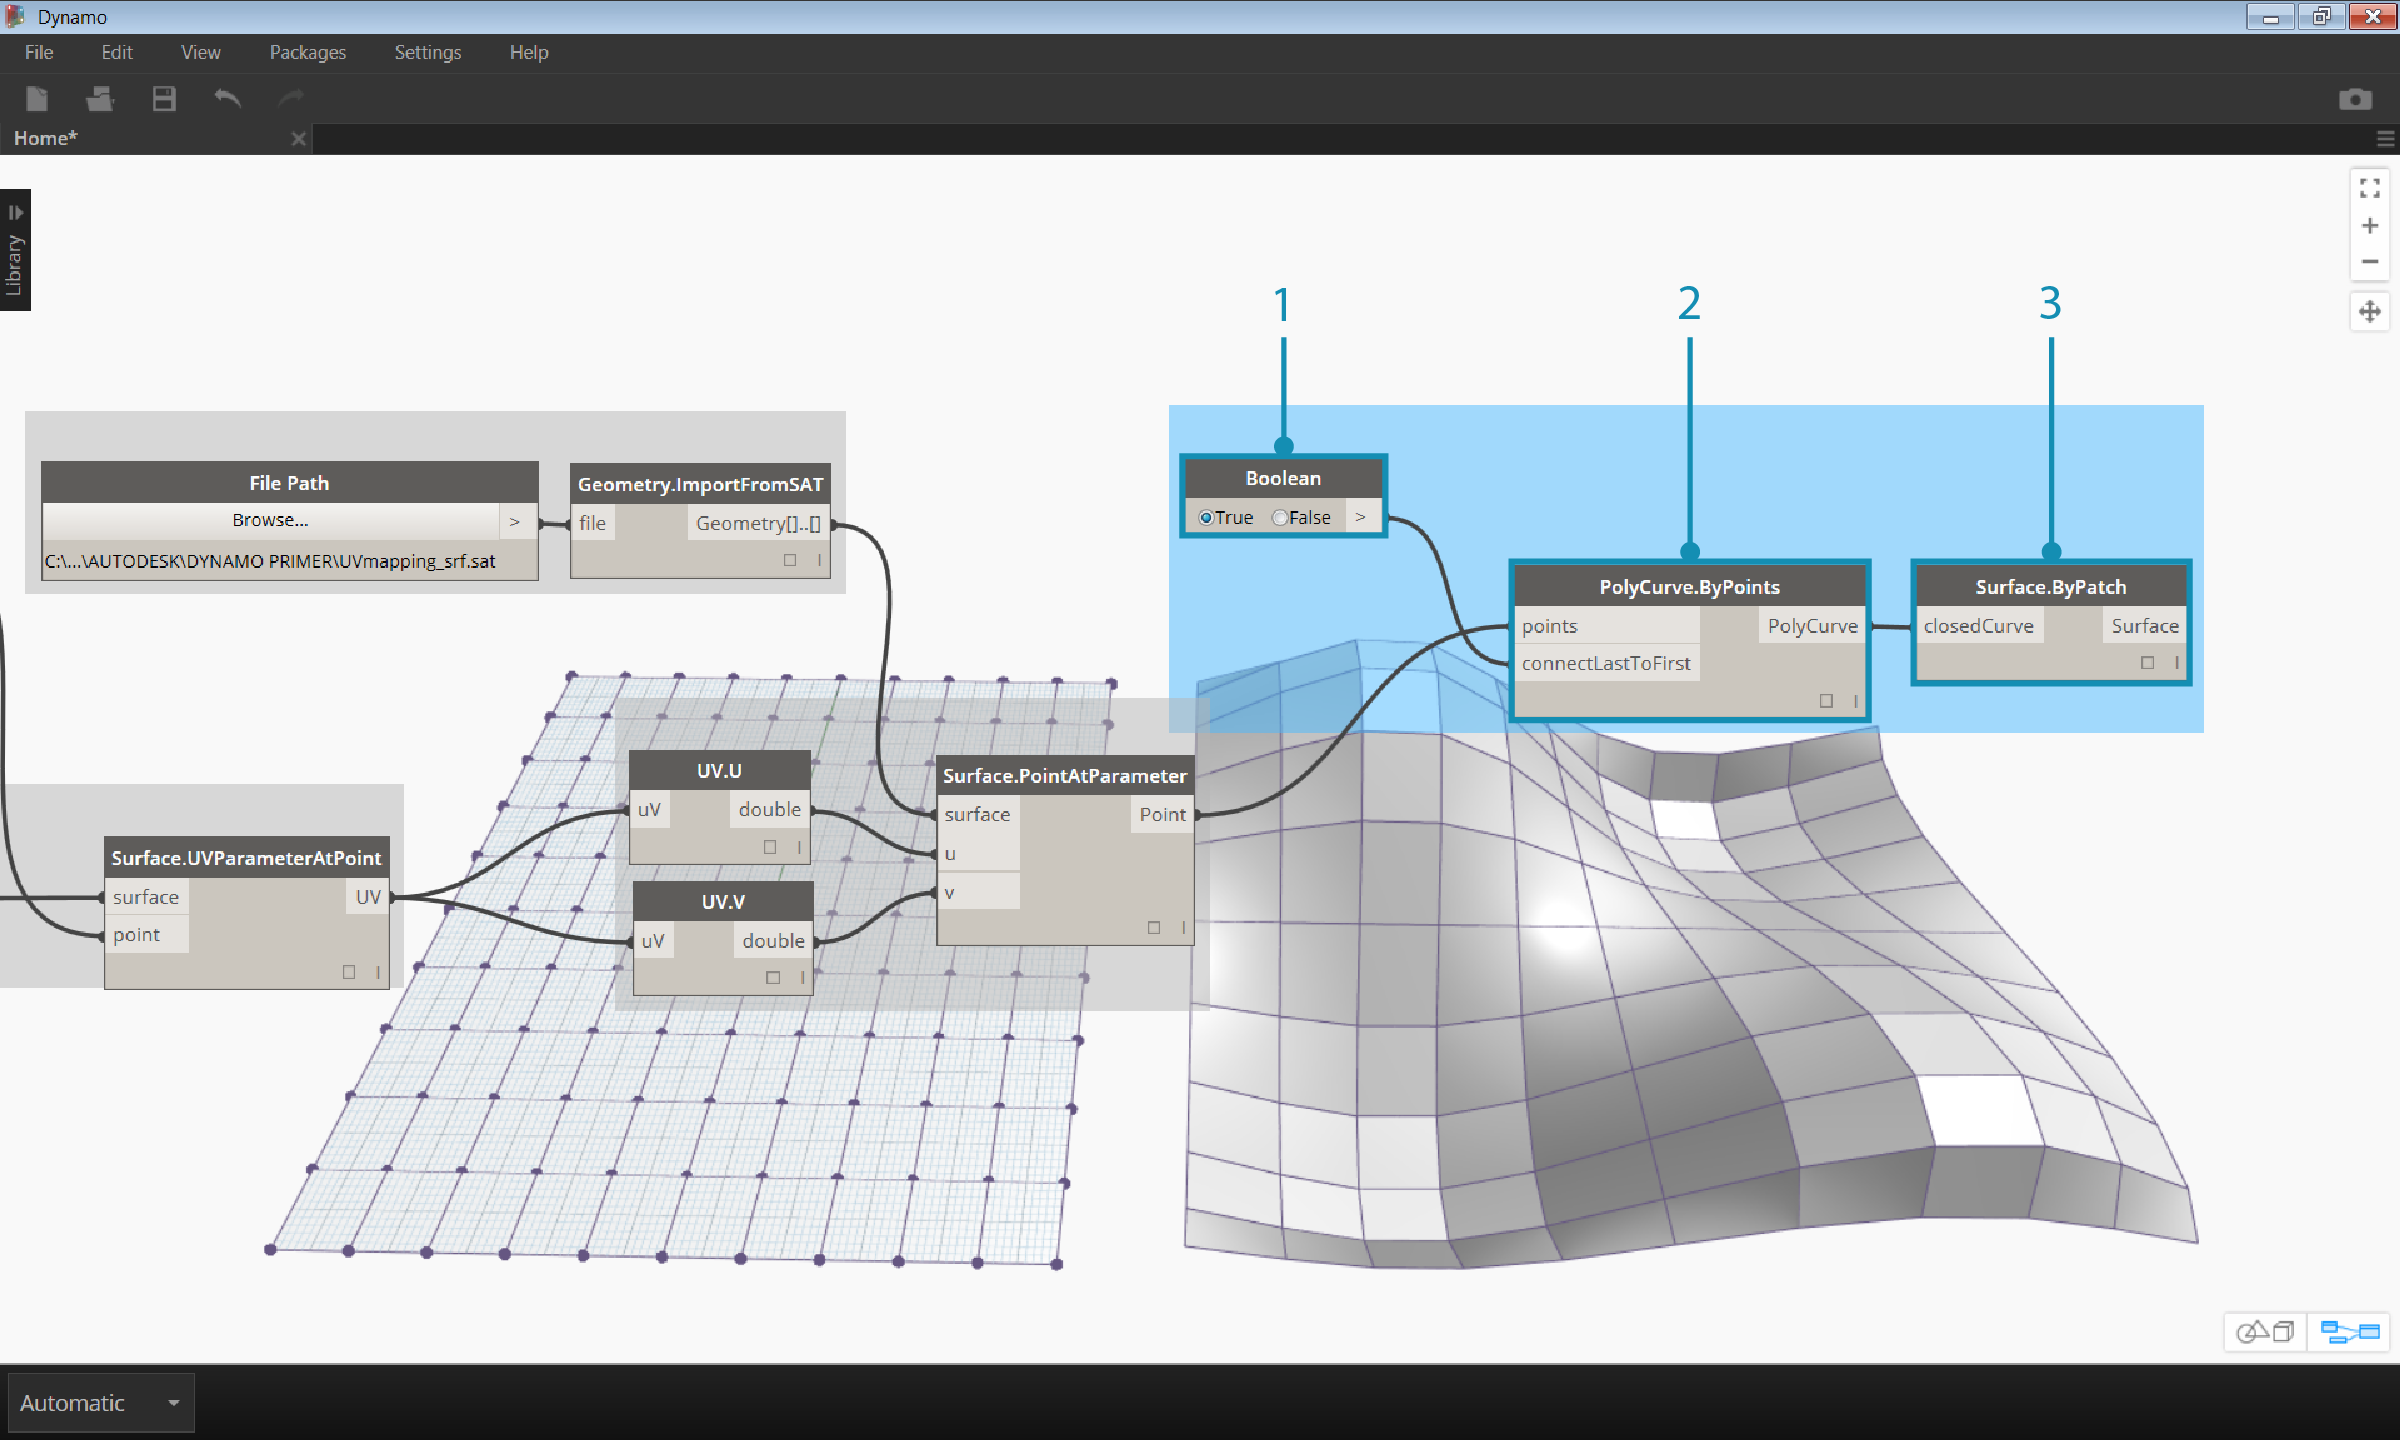 Dynamo
File Edit View Packages Settings Help
Home*
Library
1 2 3
File Path
Browse... >
C:\...\AUTODESK\DYNAMO PRIMER\UVmapping_srf.sat
Geometry.ImportFromSAT
file Geometry[]..[]
Boolean
True False >
PolyCurve.ByPoints
points PolyCurve
connectLastToFirst
Surface.ByPatch
closedCurve Surface
UV.U
uV double
Surface.PointAtParameter
surface Point
u
v
Surface.UVParameterAtPoint
surface UV
point
UV.V
uV double
Automatic